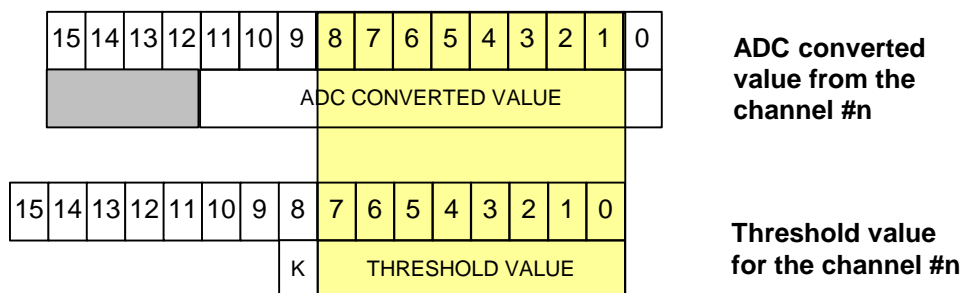 15 14 13 12 11 10 9 8 7 6 5 4 3 2 1 0
ADC CONVERTED VALUE
ADC converted
value from the
channel #n
15 14 13 12 11 10 9 8 7 6 5 4 3 2 1 0
K THRESHOLD VALUE
Threshold value
for the channel #n